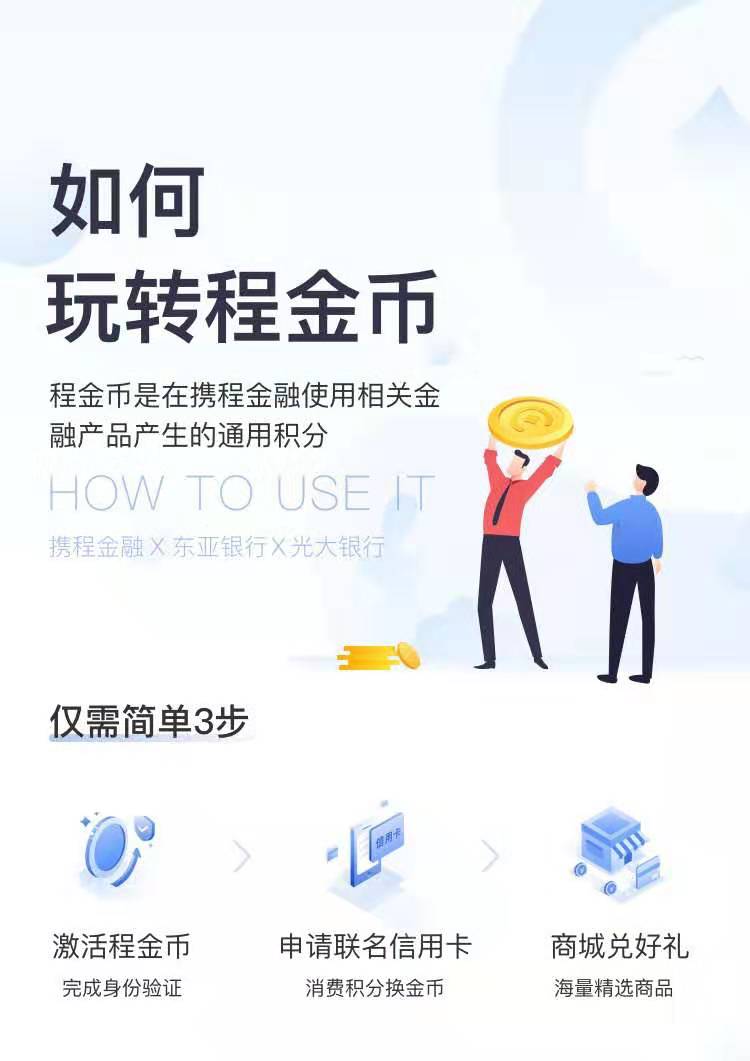 如何
玩转程金币
程金币是在携程金融使用相关金
融产品产生的通用积分
HOW TO USE IT
携程金融 X 东亚银行 X 光大银行
仅需简单3步
信用卡
激活程金币
申请联名信用卡
商城兑好礼
完成身份验证
消费积分换金币
海量精选商品